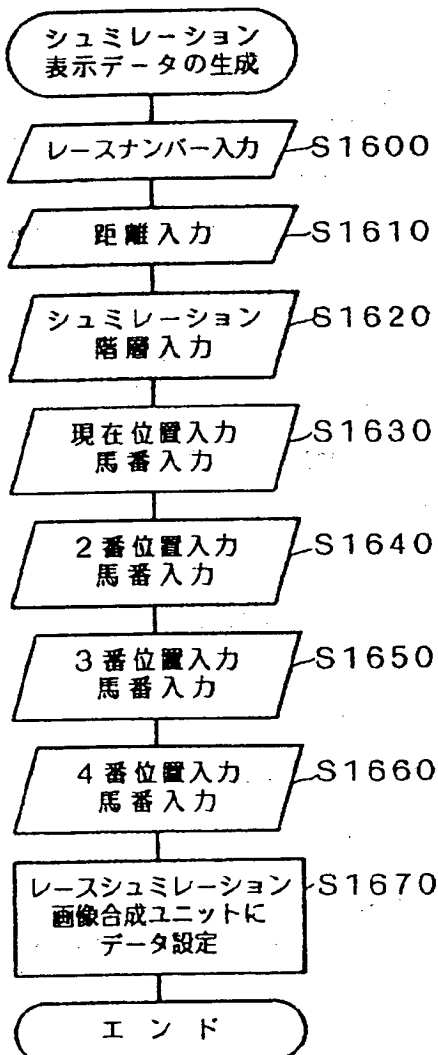 シュミレーション
表示データの生成
レースナンバー入力 S1600
距離入力 S1610
シュミレーション
階層入力 S1620
現在位置入力
馬番入力 S1630
2番位置入力
馬番入力 S1640
3番位置入力
馬番入力 S1650
4番位置入力
馬番入力 S1660
レースシュミレーション S1670
画像合成ユニットに
データ設定
エンド